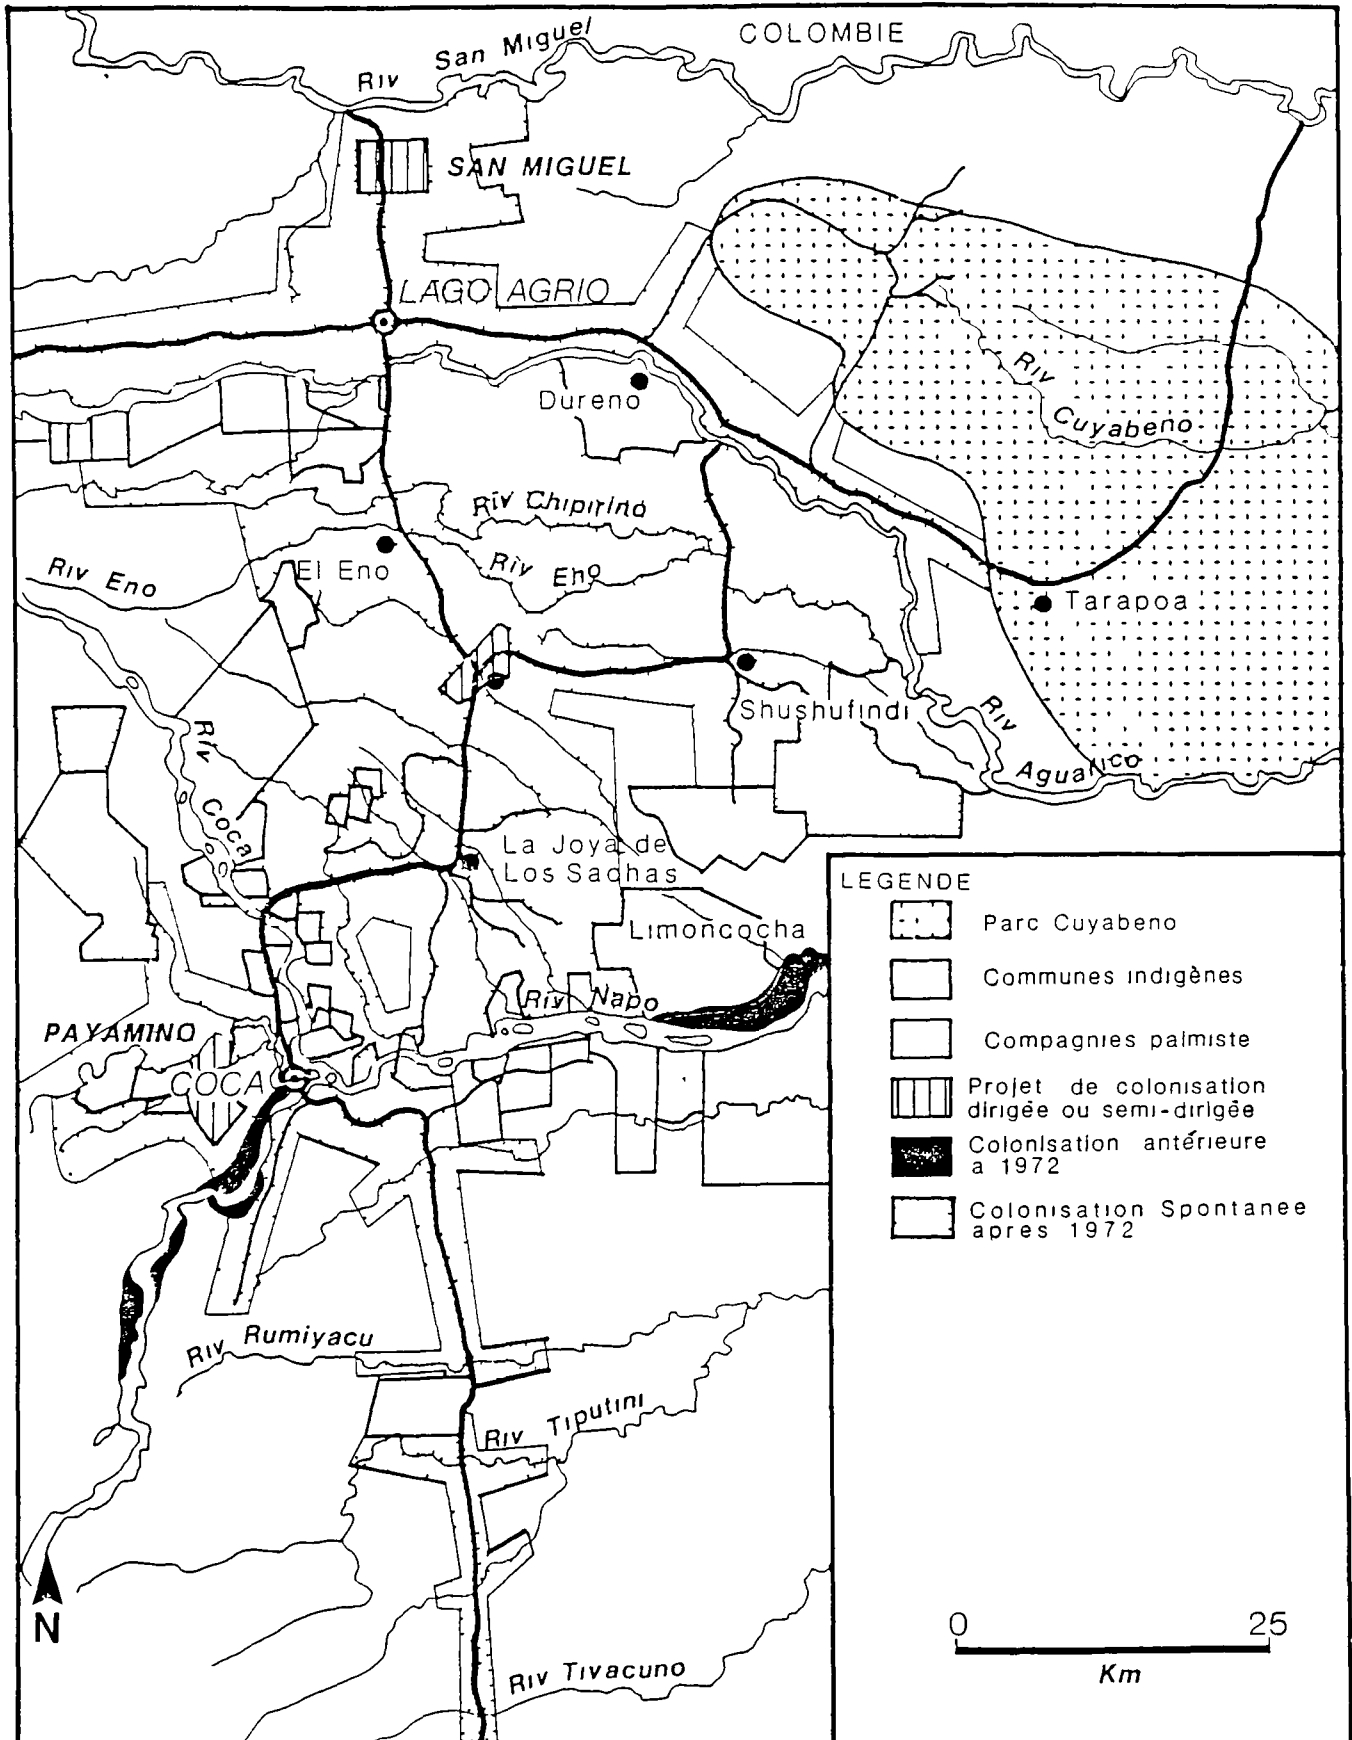 COLOMBIE
Riv San Miguel
SAN MIGUEL
LAGO AGRIO
Dureno
Riv Cuyabeno
Riv Chipirino
Riv Eno
El Eno
Riv Eno
Tarapoa
Shushufindi
Riv Aguarico
Riv Coca
La Joya de
Los Sachas
Limoncocha
Riv Napo
PAYAMINO
COCA
Riv Rumiyacu
Riv Tiputini
Riv Tivacuno
N
LEGENDE
Parc Cuyabeno
Communes indigènes
Compagnies palmiste
Projet de colonisation
dirigée ou semi-dirigée
Colonisation antérieure
a 1972
Colonisation Spontanee
apres 1972
0 25
Km